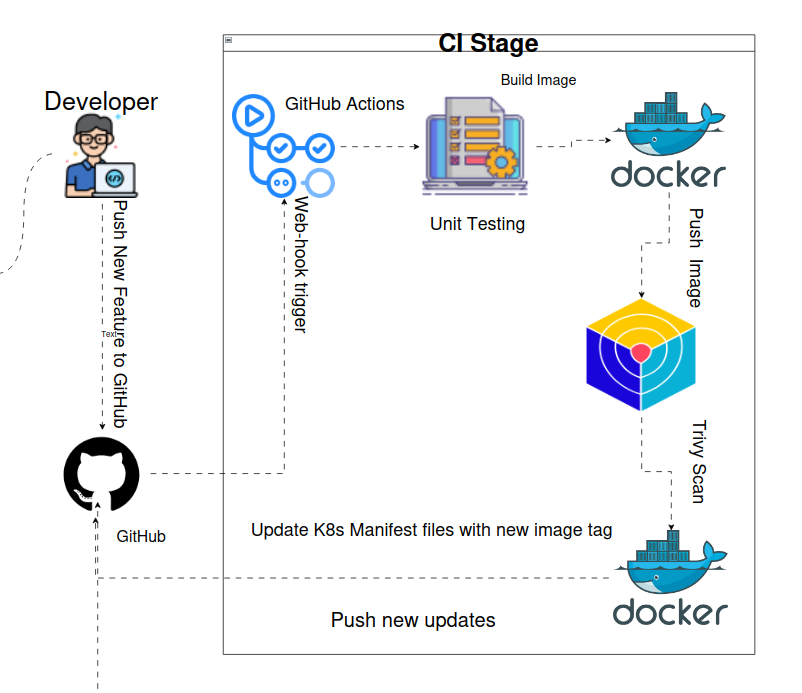 CI Stage
Build Image
Developer
GitHub Actions
docker
Unit Testing
Push New Feature to GitHub
Web-hook trigger
Push Image
Text
Trivy Scan
GitHub
Update K8s Manifest files with new image tag
docker
Push new updates